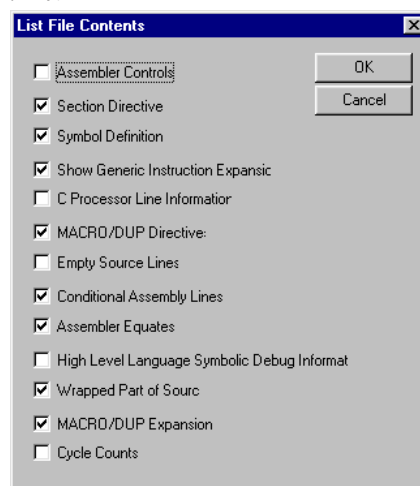 List File Contents
Assembler Controls
OK
Section Directive
Cancel
Symbol Definition
Show Generic Instruction Expansic
C Processor Line Information
MACRO/DUP Directive:
Empty Source Lines
Conditional Assembly Lines
Assembler Equates
High Level Language Symbolic Debug Informat
Wrapped Part of Sourc
MACRO/DUP Expansion
Cycle Counts